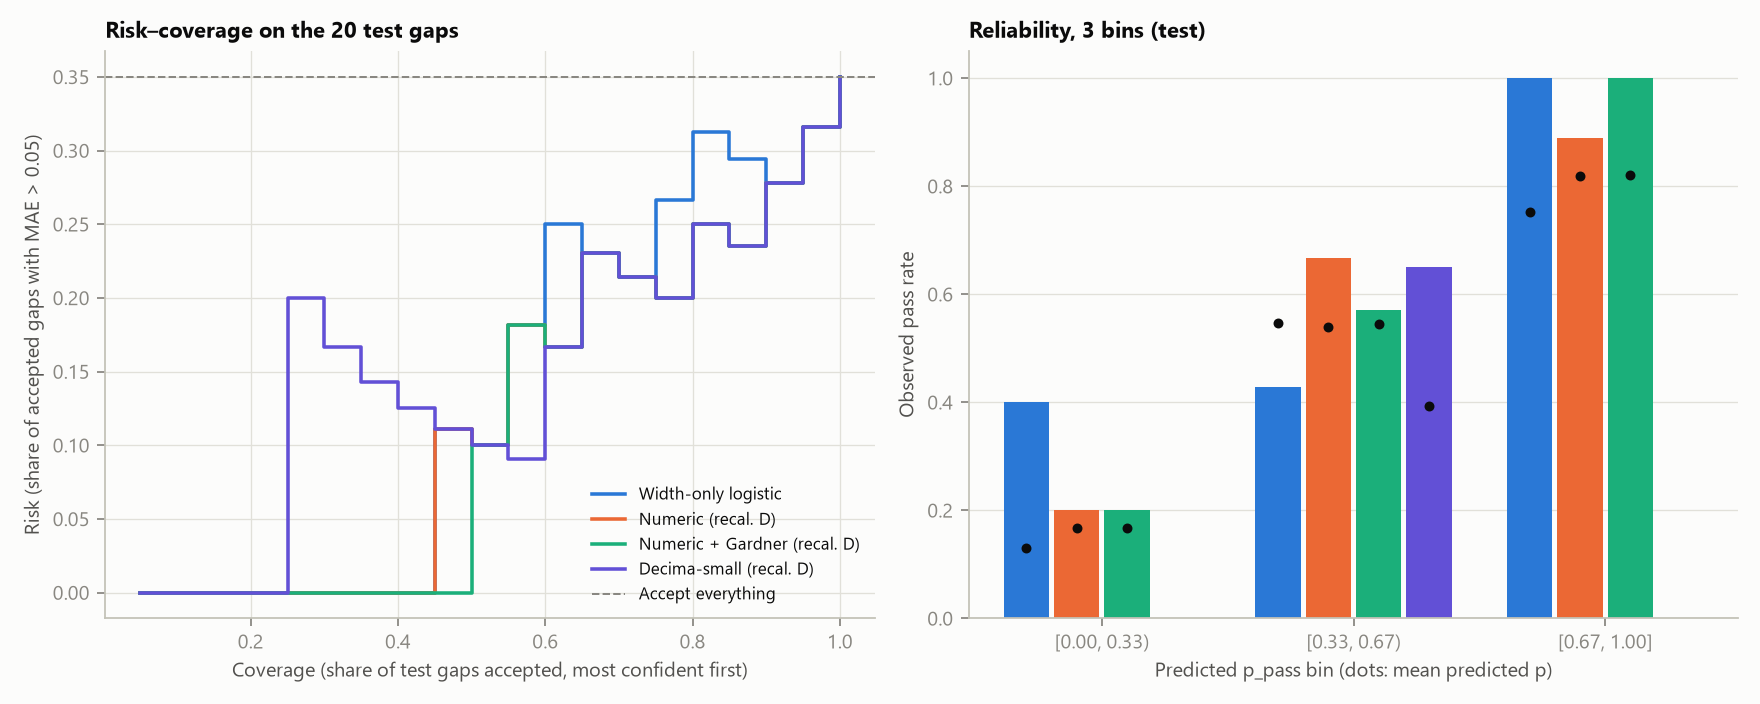 Risk–coverage on the 20 test gaps
Risk (share of accepted gaps with MAE > 0.05)
0.35
0.30
0.25
0.20
0.15
0.10
0.05
0.00
Width-only logistic
Numeric (recal. D)
Numeric + Gardner (recal. D)
Decima-small (recal. D)
Accept everything
0.2 0.4 0.6 0.8 1.0
Coverage (share of test gaps accepted, most confident first)
Reliability, 3 bins (test)
Observed pass rate
1.0
0.8
0.6
0.4
0.2
0.0
[0.00, 0.33) [0.33, 0.67) [0.67, 1.00]
Predicted p_pass bin (dots: mean predicted p)